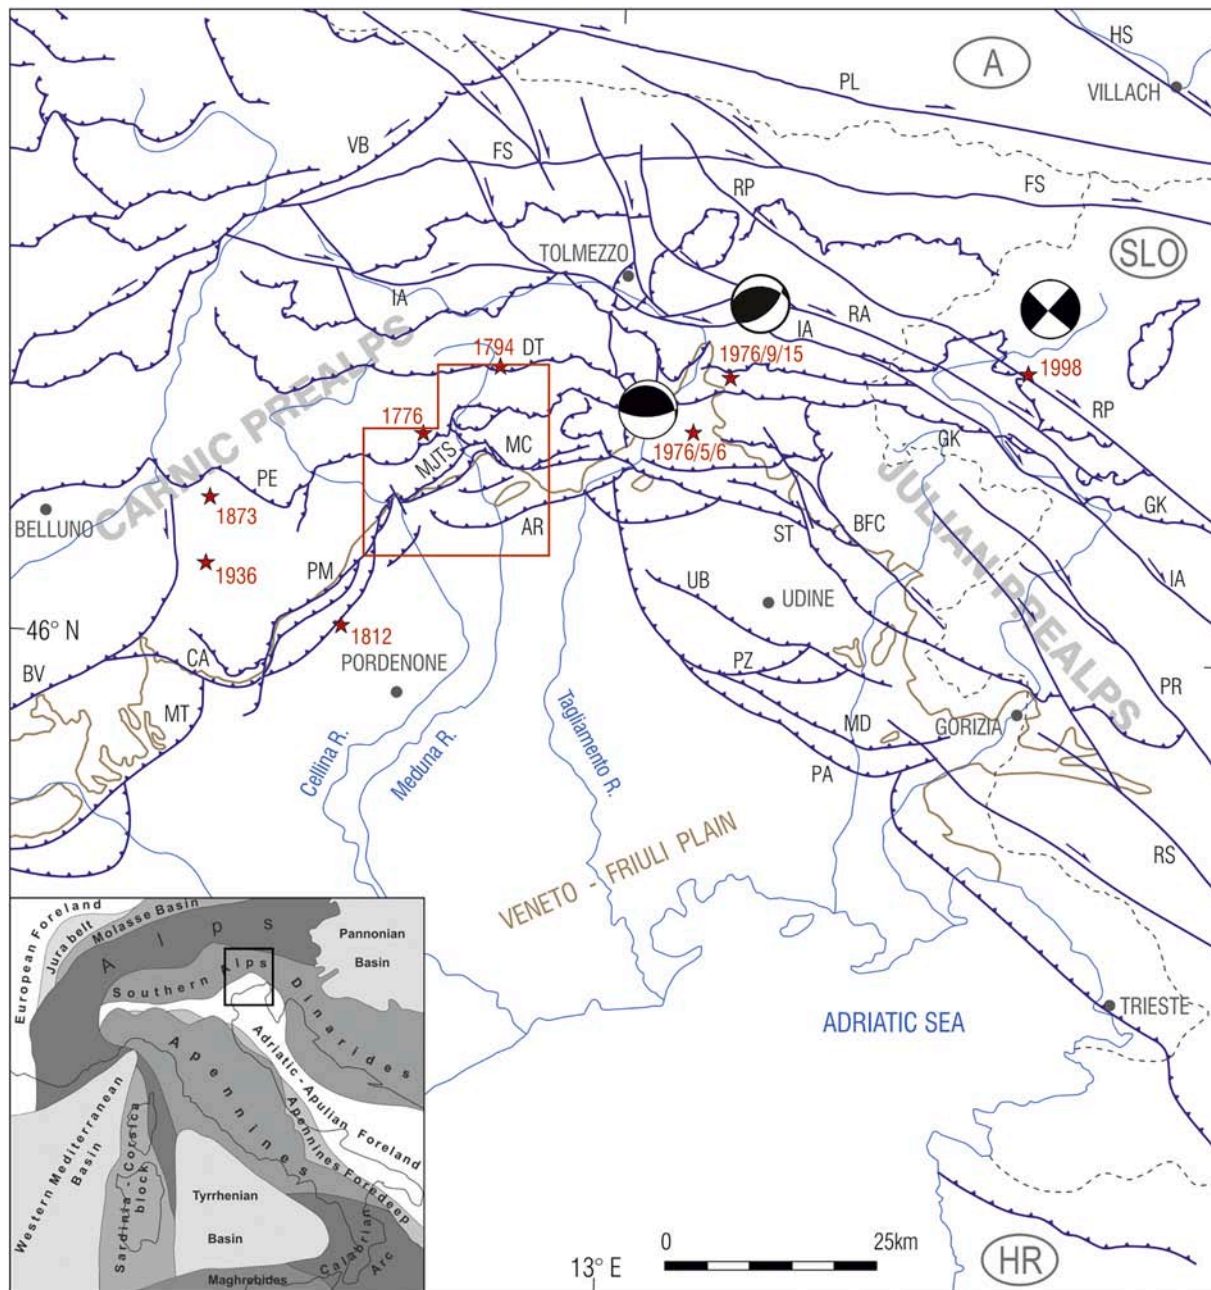 HS
A
PL
VILLACH
VB
FS
RP
FS
TOLMEZZO
SLO
IA
RA
IA
CARNIC PREALPS
1794
DT
1976/9/15
1998
1776
RP
MC
MJTS
1976/5/6
GK
PE
JULIAN PREALPS
GK
1873
BELLUNO
AR
ST
BFC
PM
1936
UB
IA
UDINE
46° N
1812
CA
PORDENONE
PZ
BV
PR
MT
MD
GORIZIA
Cellina R.
Meduna R.
Tagliamento R.
PA
VENETO - FRIULI PLAIN
RS
European Foreland
Jurabelt
Molasse Basin
Alps
Pannonian
Basin
Southern Alps
Dinarides
TRIESTE
ADRIATIC SEA
Apennines
Adriatic - Apulian Foreland
Apennines Foredeep
Western Mediterranean
Basin
Sardinia - Corsica
block
Tyrrhenian
Basin
Calabrian
Arc
Maghrebides
0
25km
13° E
HR